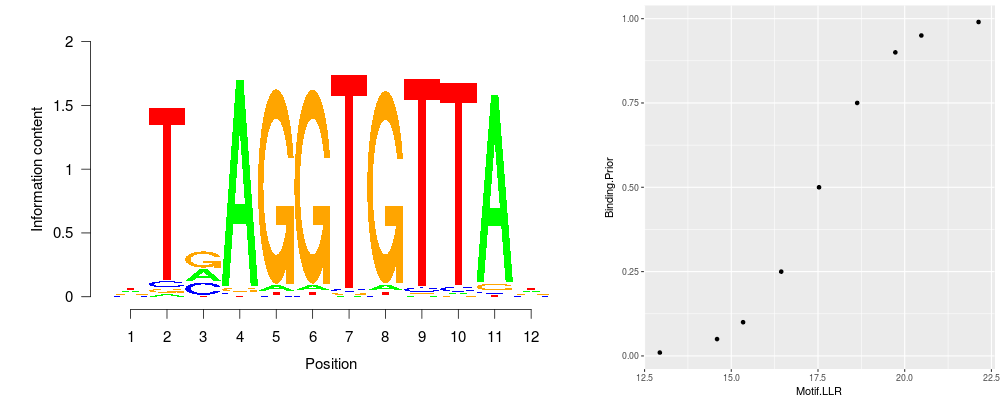 2
1.5
1
0.5
0
Information content
T G A G G T G T T A
1 2 3 4 5 6 7 8 9 10 11 12
Position
1.00
0.75
0.50
0.25
0.00
Binding.Prior
12.5 15.0 17.5 20.0 22.5
Motif.LLR